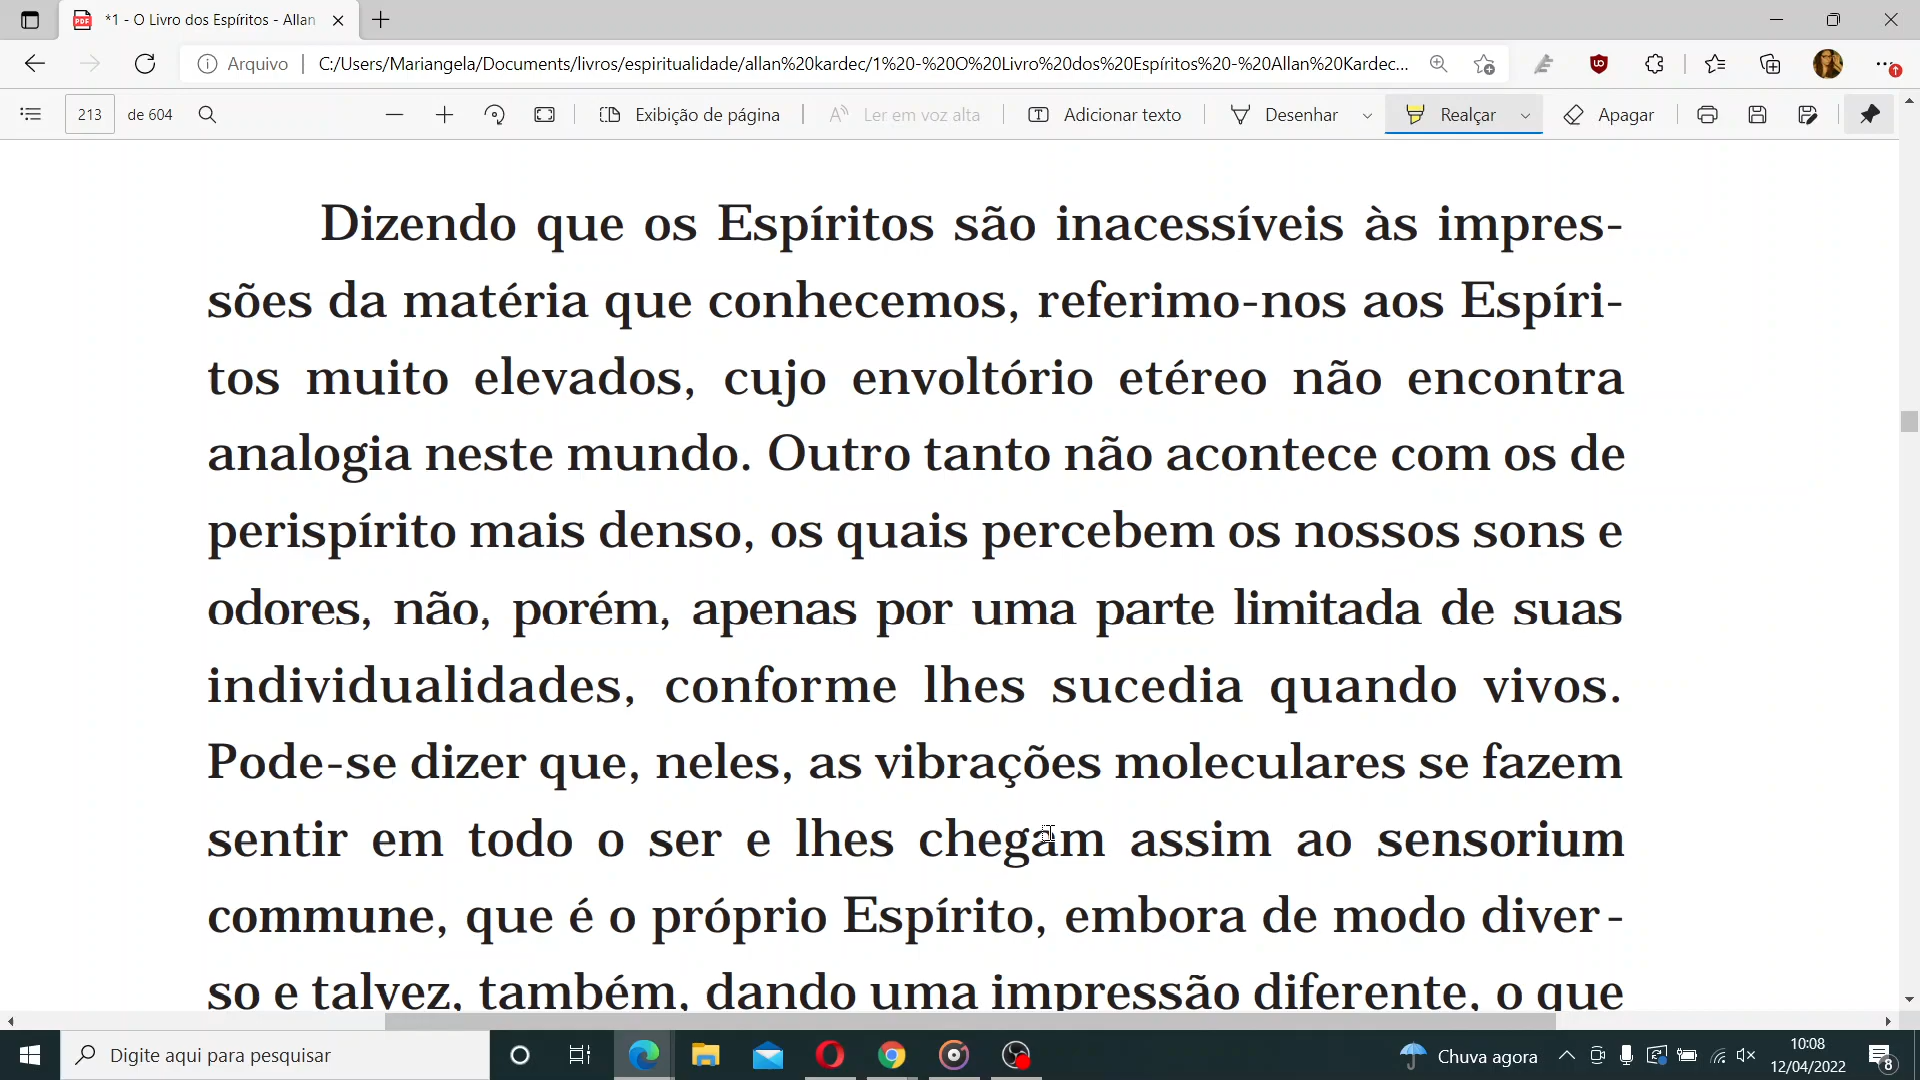 *1 - O Livro dos Espíritos - Allan
Arquivo
C:/Users/Mariangela/Documents/livros/espiritualidade/allan%20kardec/1%20-%20O%20Livro%20dos%20Espíritos%20-%20Allan%20Kardec...
213 de 604
Exibição de página
Ler em voz alta
Adicionar texto
Desenhar
Realçar
Apagar
Dizendo que os Espíritos são inacessíveis às impres-
sões da matéria que conhecemos, referimo-nos aos Espíri-
tos muito elevados, cujo envoltório etéreo não encontra
analogia neste mundo. Outro tanto não acontece com os de
perispírito mais denso, os quais percebem os nossos sons e
odores, não, porém, apenas por uma parte limitada de suas
individualidades, conforme lhes sucedia quando vivos.
Pode-se dizer que, neles, as vibrações moleculares se fazem
sentir em todo o ser e lhes chegam assim ao sensorium
commune, que é o próprio Espírito, embora de modo diver-
so e talvez, também, dando uma impressão diferente, o que
Digite aqui para pesquisar
Chuva agora
10:08
12/04/2022
8